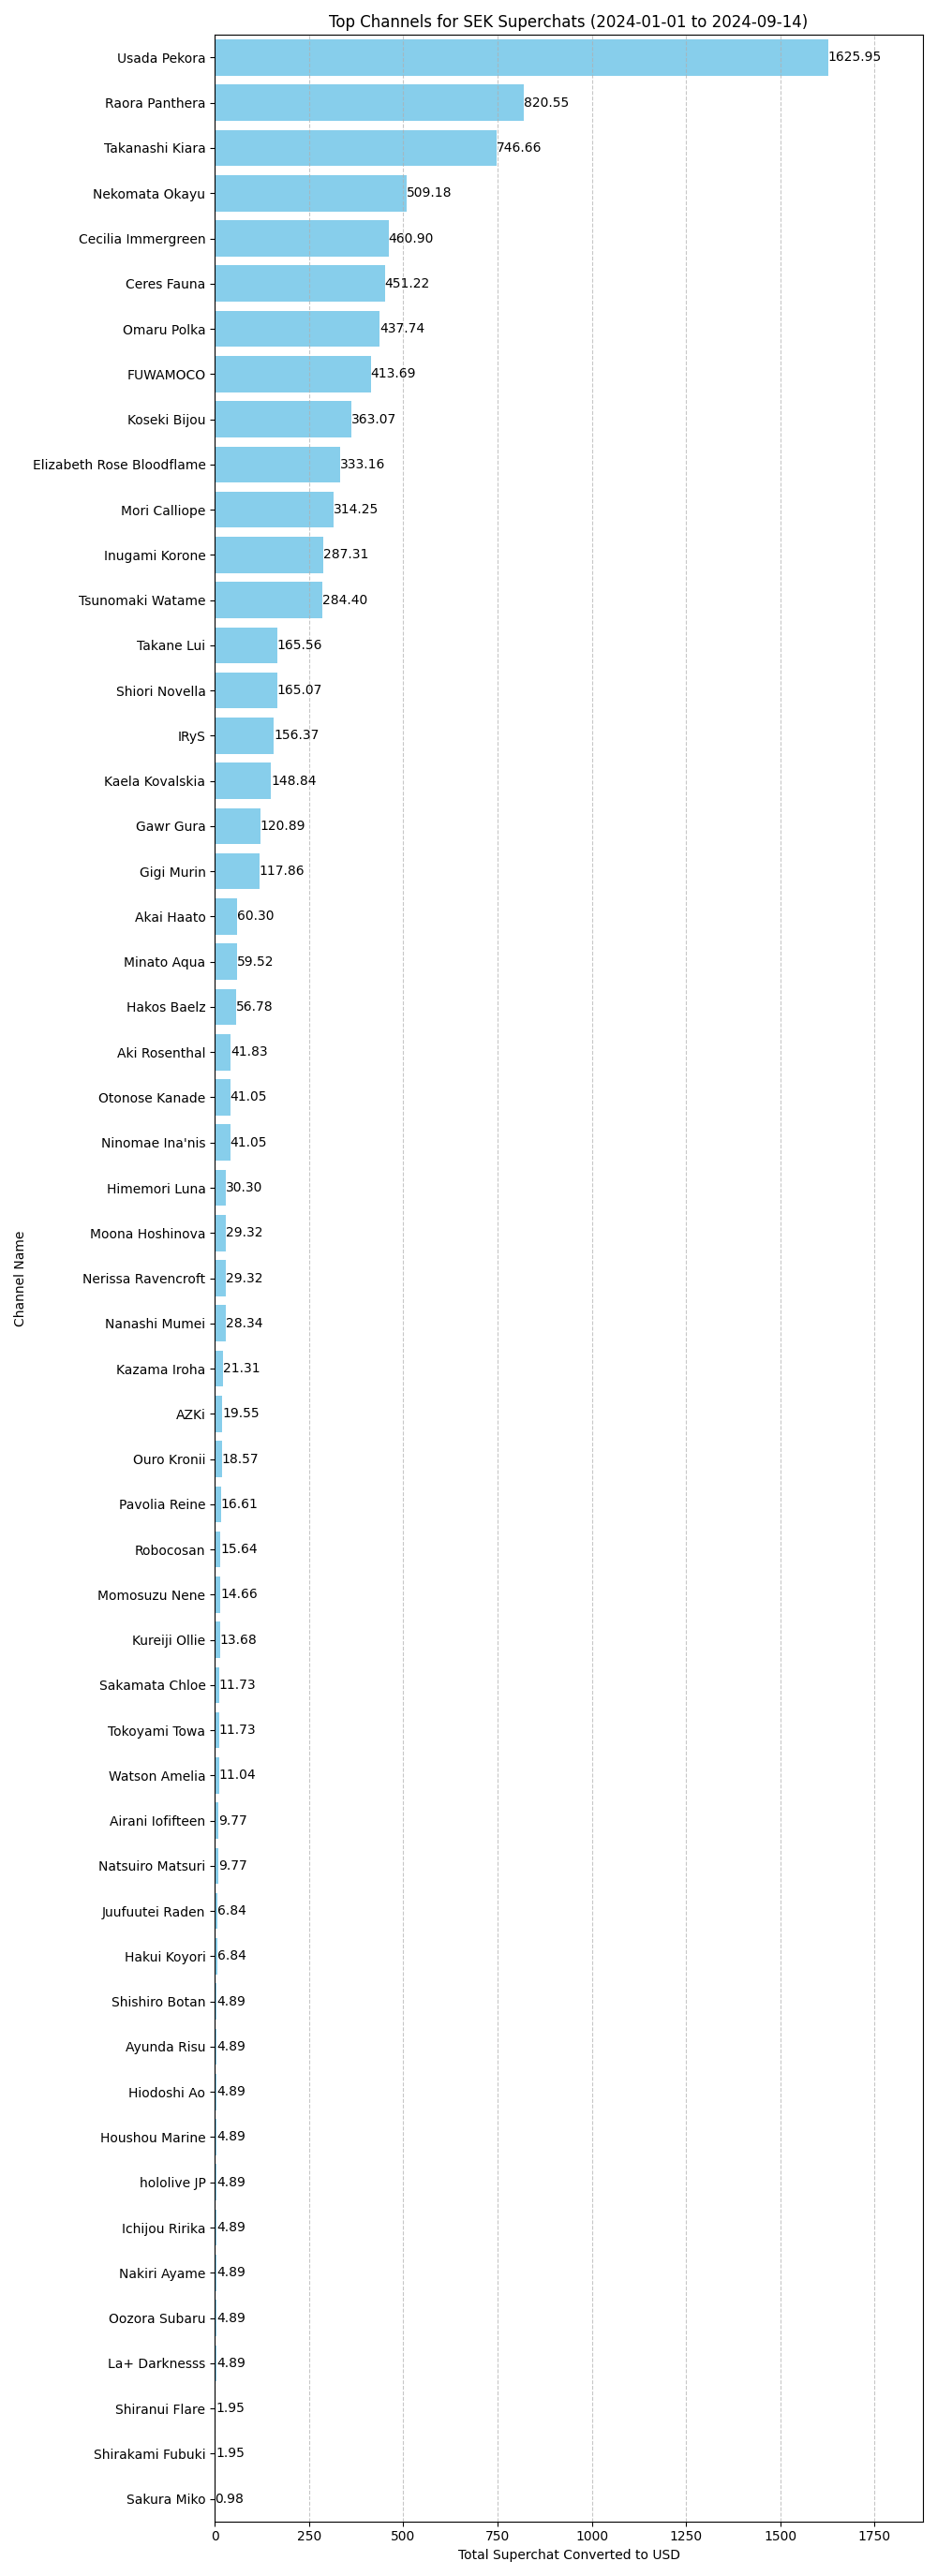 Top Channels for SEK Superchats (2024-01-01 to 2024-09-14)
Usada Pekora 1625.95
Raora Panthera 820.55
Takanashi Kiara 746.66
Nekomata Okayu 509.18
Cecilia Immergreen 460.90
Ceres Fauna 451.22
Omaru Polka 437.74
FUWAMOCO 413.69
Koseki Bijou 363.07
Elizabeth Rose Bloodflame 333.16
Mori Calliope 314.25
Inugami Korone 287.31
Tsunomaki Watame 284.40
Takane Lui 165.56
Shiori Novella 165.07
IRyS 156.37
Kaela Kovalskia 148.84
Gawr Gura 120.89
Gigi Murin 117.86
Akai Haato 60.30
Minato Aqua 59.52
Hakos Baelz 56.78
Aki Rosenthal 41.83
Otonose Kanade 41.05
Ninomae Ina'nis 41.05
Himemori Luna 30.30
Moona Hoshinova 29.32
Nerissa Ravencroft 29.32
Nanashi Mumei 28.34
Kazama Iroha 21.31
AZKi 19.55
Ouro Kronii 18.57
Pavolia Reine 16.61
Robocosan 15.64
Momosuzu Nene 14.66
Kureiji Ollie 13.68
Sakamata Chloe 11.73
Tokoyami Towa 11.73
Watson Amelia 11.04
Airani Iofifteen 9.77
Natsuiro Matsuri 9.77
Juufuutei Raden 6.84
Hakui Koyori 6.84
Shishiro Botan 4.89
Ayunda Risu 4.89
Hiodoshi Ao 4.89
Houshou Marine 4.89
hololive JP 4.89
Ichijou Ririka 4.89
Nakiri Ayame 4.89
Oozora Subaru 4.89
La+ Darknesss 4.89
Shiranui Flare 1.95
Shirakami Fubuki 1.95
Sakura Miko 0.98
Channel Name
0 250 500 750 1000 1250 1500 1750
Total Superchat Converted to USD